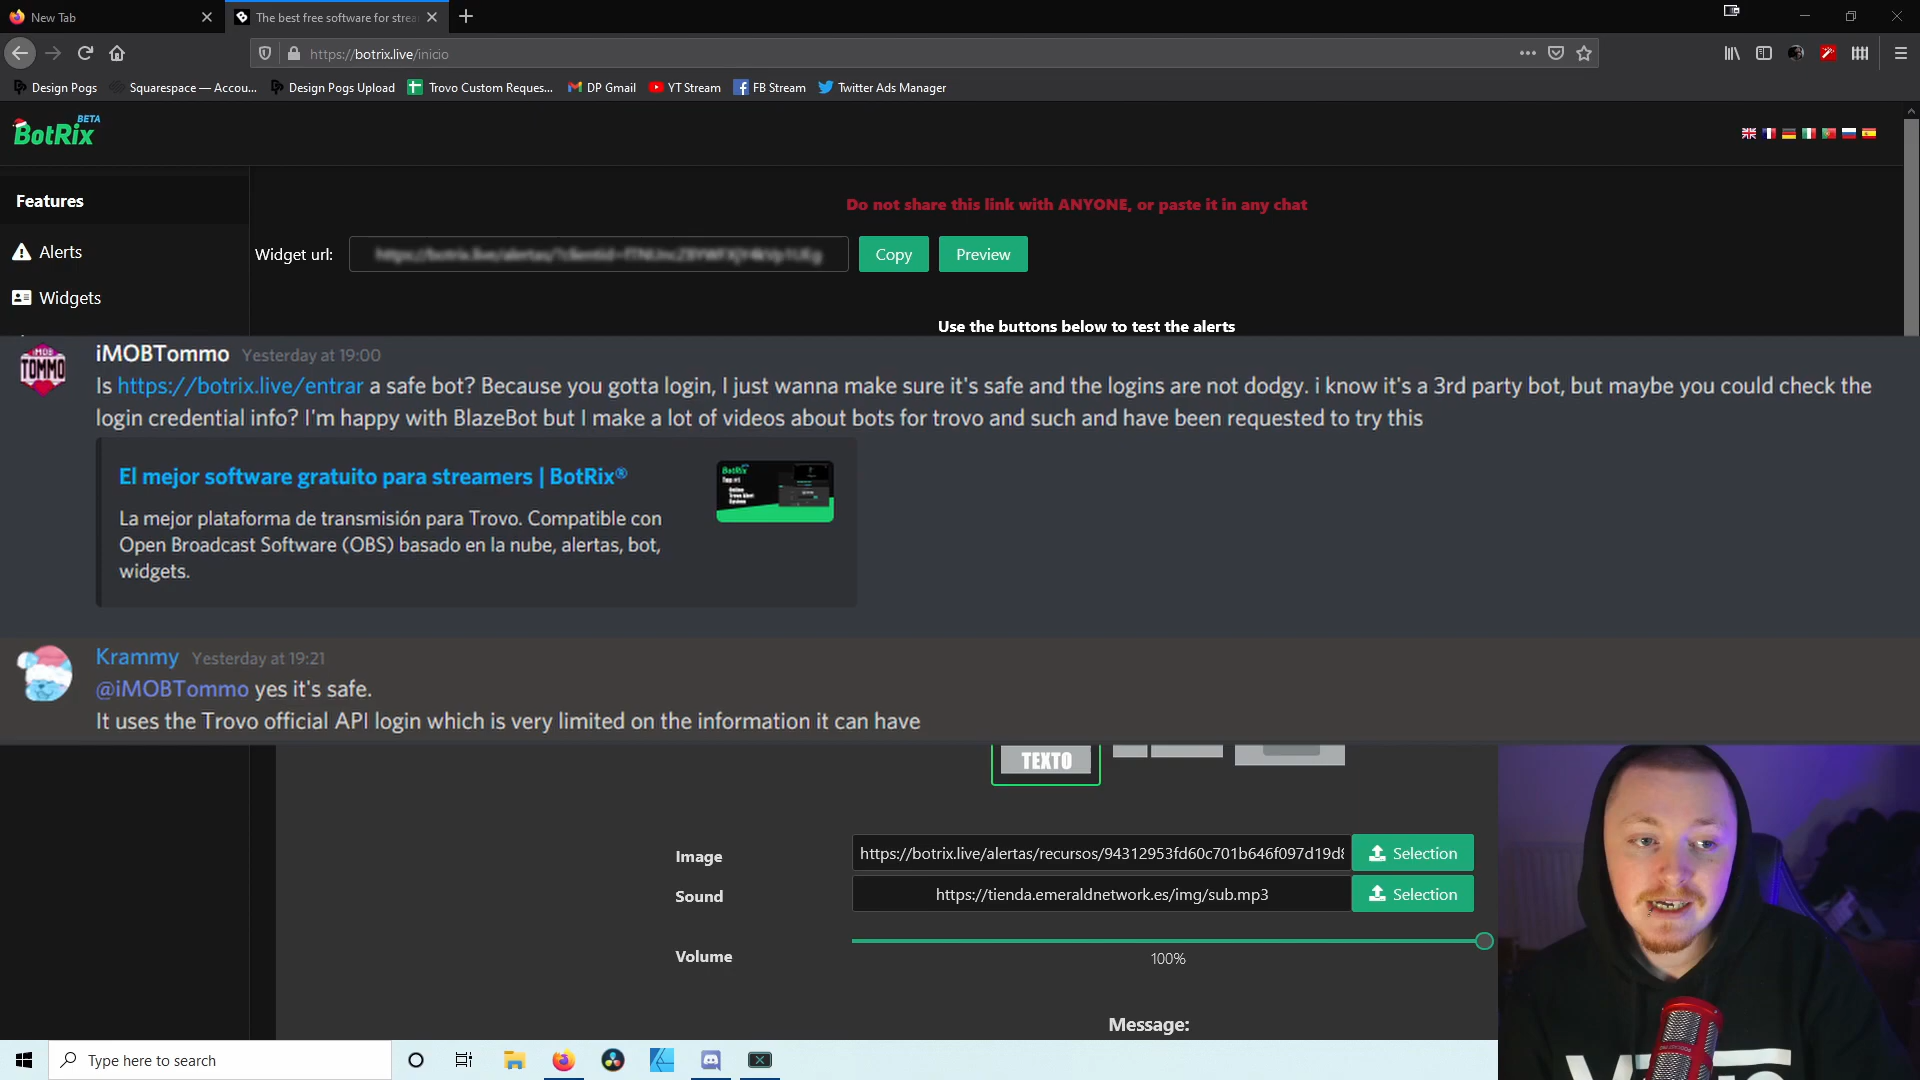 New Tab
The best free software for strea
https://botrix.live/inicio
Design Pogs
Squarespace — Accou...
Design Pogs Upload
Trovo Custom Reques...
DP Gmail
YT Stream
FB Stream
Twitter Ads Manager
BotRix
BETA
Features
Do not share this link with ANYONE, or paste it in any chat
Alerts
Widget url:
Copy
Preview
Widgets
Use the buttons below to test the alerts
iMOBTommo Yesterday at 19:00
Is https://botrix.live/entrar a safe bot? Because you gotta login, I just wanna make sure it's safe and the logins are not dodgy. i know it's a 3rd party bot, but maybe you could check the
login credential info? I'm happy with BlazeBot but I make a lot of videos about bots for trovo and such and have been requested to try this
El mejor software gratuito para streamers | BotRix®
La mejor plataforma de transmisión para Trovo. Compatible con
Open Broadcast Software (OBS) basado en la nube, alertas, bot,
widgets.
TOMMO
Krammy Yesterday at 19:21
@iMOBTommo yes it's safe.
It uses the Trovo official API login which is very limited on the information it can have
TEXTO
Image
https://botrix.live/alertas/recursos/94312953fd60c701b646f097d19d8
Selection
Sound
https://tienda.emeraldnetwork.es/img/sub.mp3
Selection
Volume
100%
Message:
Type here to search